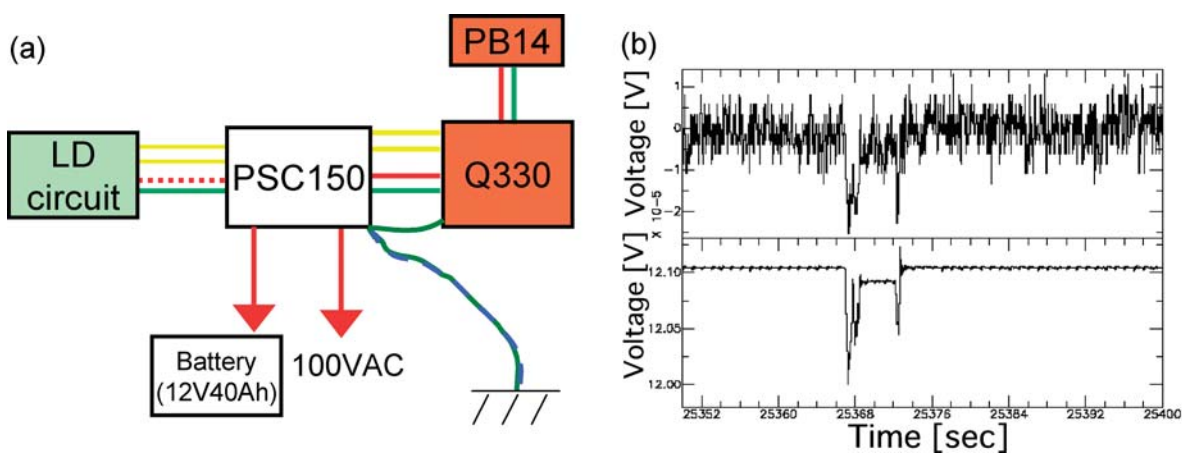 (a)
PB14
LD
circuit
PSC150
Q330
Battery
(12V40Ah)
100VAC
(b)
Voltage [V]
× 10−5
1
0
−1
−2
Voltage [V]
12.10
12.05
12.00
25352 25360 25368 25376 25384 25392 25400
Time [sec]